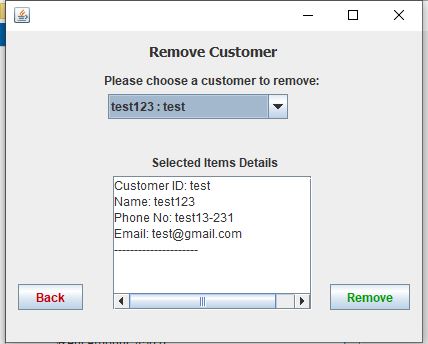 Remove Customer
Please choose a customer to remove:
test123 : test
Selected Items Details
Customer ID: test
Name: test123
Phone No: test13-231
Email: test@gmail.com
---------------------
Back
Remove